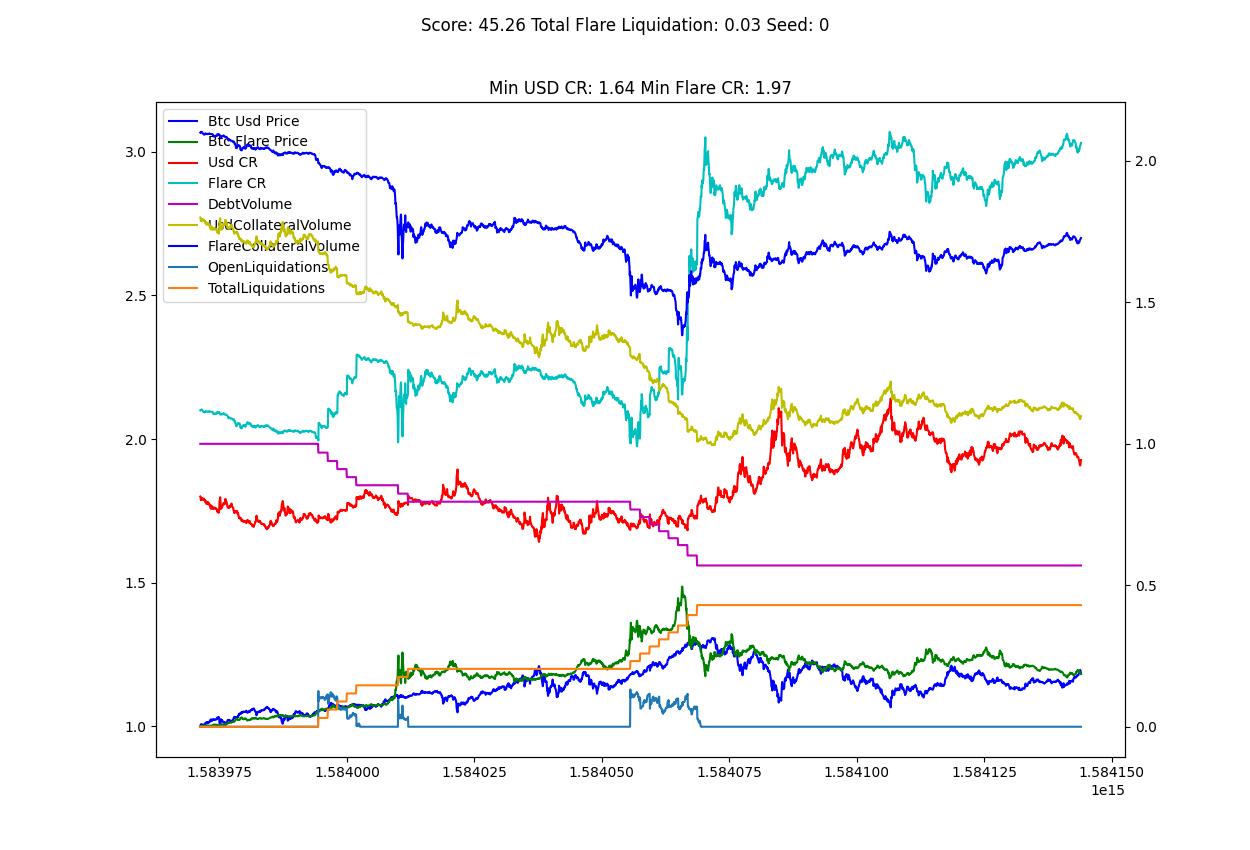 Score: 45.26 Total Flare Liquidation: 0.03 Seed: 0
Min USD CR: 1.64 Min Flare CR: 1.97
Btc Usd Price
Btc Flare Price
Usd CR
Flare CR
DebtVolume
UsdCollateralVolume
FlareCollateralVolume
OpenLiquidations
TotalLiquidations
3.0
2.5
2.0
1.5
1.0
2.0
1.5
1.0
0.5
0.0
1.583975 1.584000 1.584025 1.584050 1.584075 1.584100 1.584125 1.584150
1e15